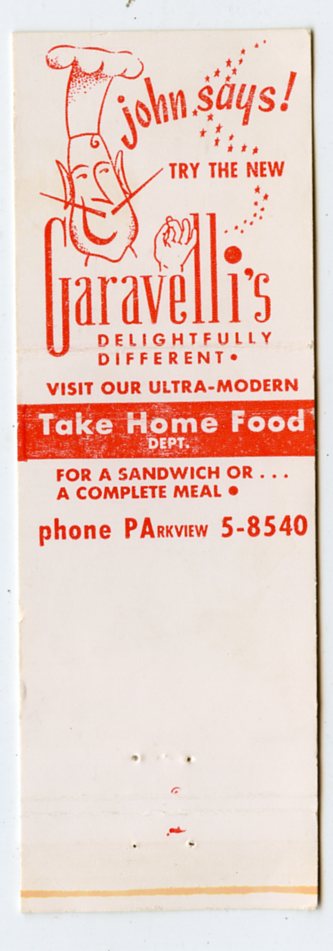 john says!
TRY THE NEW
Garavelli's
DELIGHTFULLY
DIFFERENT•
VISIT OUR ULTRA-MODERN
Take Home Food
DEPT.
FOR A SANDWICH OR...
A COMPLETE MEAL •
phone PARKVIEW 5-8540